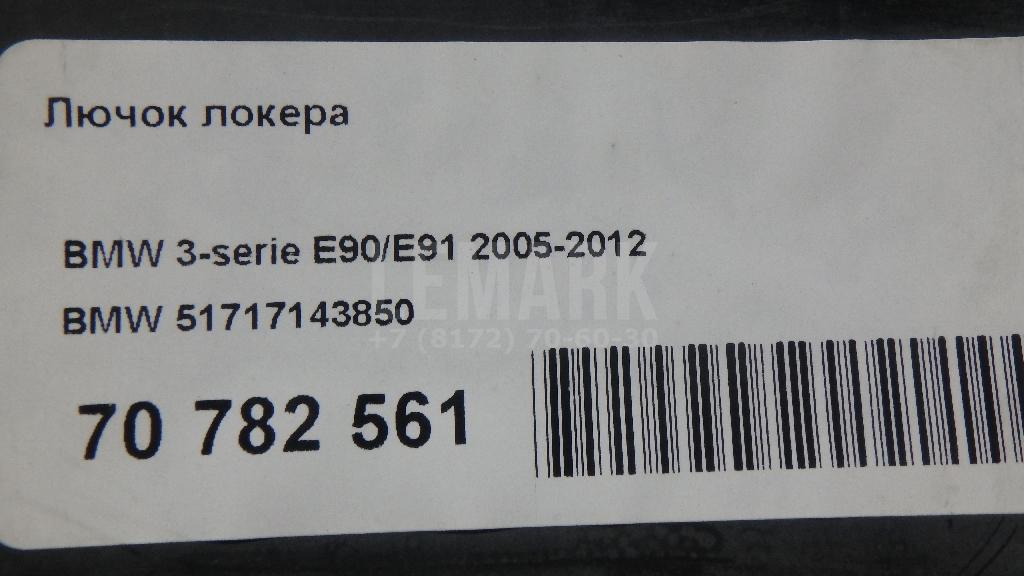 Лючок локера
BMW 3-serie E90/E91 2005-2012
LEMARK
BMW 51717143850
+7 (8172) 70-60-30
70 782 561